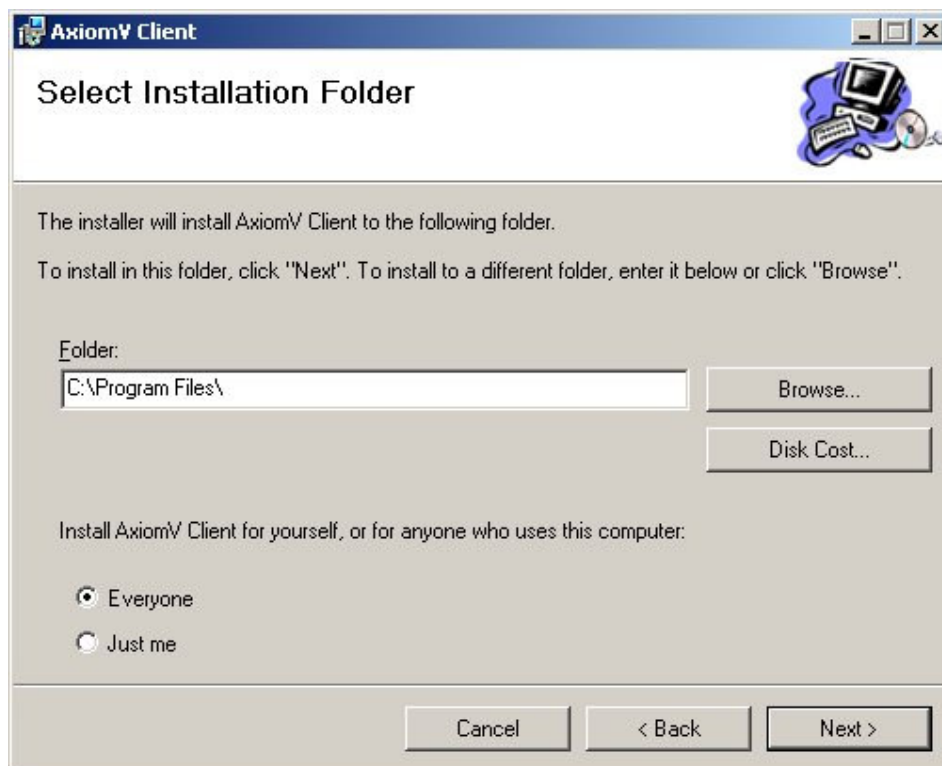 AxiomV Client
Select Installation Folder
The installer will install AxiomV Client to the following folder.
To install in this folder, click "Next". To install to a different folder, enter it below or click "Browse".
Folder:
C:\Program Files\
Browse...
Disk Cost...
Install AxiomV Client for yourself, or for anyone who uses this computer:
Everyone
Just me
Cancel
< Back
Next >